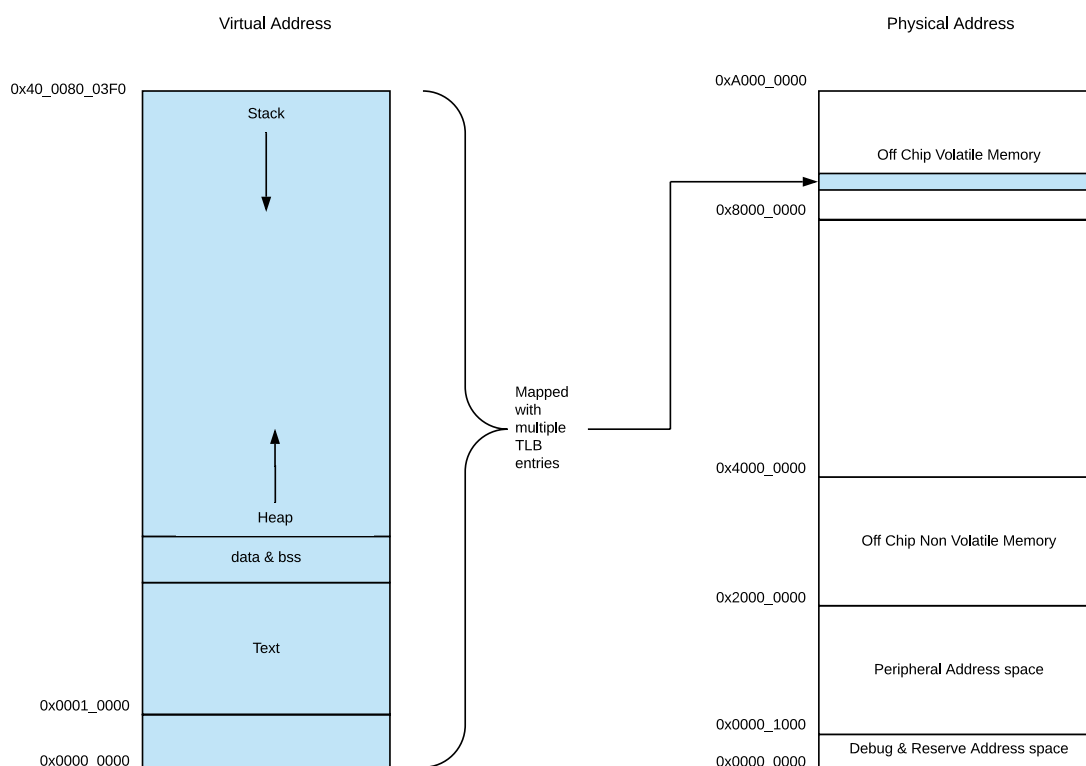 Virtual Address
Physical Address
0x40_0080_03F0
Stack
Heap
data & bss
Text
0x0001_0000
0x0000_0000
Mapped
with
multiple
TLB
entries
0xA000_0000
Off Chip Volatile Memory
0x8000_0000
0x4000_0000
Off Chip Non Volatile Memory
0x2000_0000
Peripheral Address space
0x0000_1000
Debug & Reserve Address space
0x0000_0000